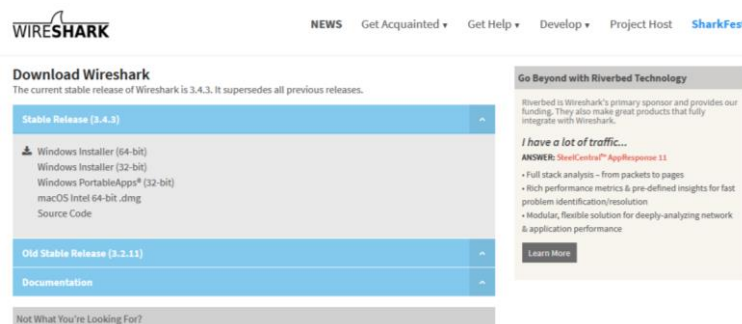 WIRESHARK
NEWS Get Acquainted ▾ Get Help ▾ Develop ▾ Project Host SharkFest
Download Wireshark
The current stable release of Wireshark is 3.4.3. It supersedes all previous releases.
Stable Release (3.4.3)
Windows Installer (64-bit)
Windows Installer (32-bit)
Windows PortableApps® (32-bit)
macOS Intel 64-bit .dmg
Source Code
Old Stable Release (3.2.11)
Documentation
Not What You're Looking For?
Go Beyond with Riverbed Technology
Riverbed is Wireshark's primary sponsor and provides our
funding. They also make great products that fully
integrate with Wireshark.
I have a lot of traffic...
ANSWER: SteelCentral™ AppResponse 11
• Full stack analysis – from packets to pages
• Rich performance metrics & pre-defined insights for fast
problem identification/resolution
• Modular, flexible solution for deeply-analyzing network
& application performance
Learn More